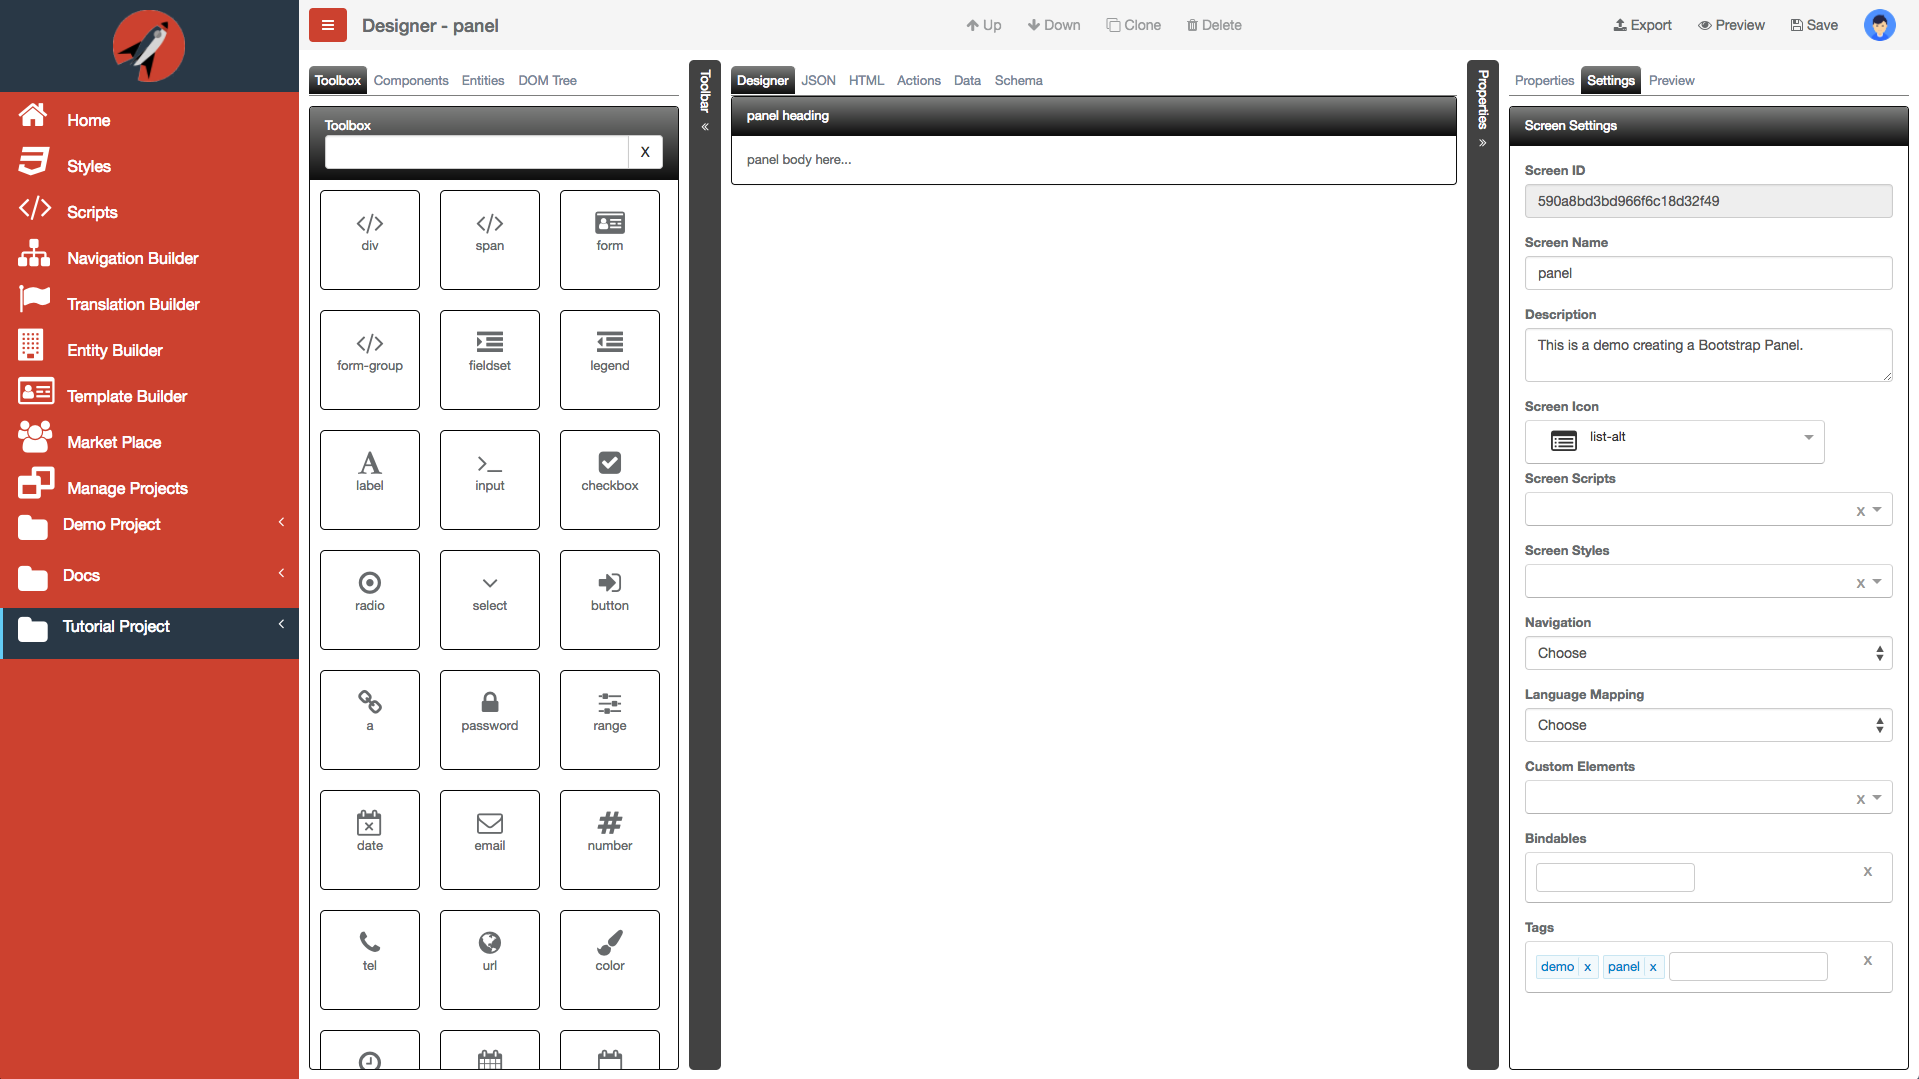 Designer - panel
Up
Down
Clone
Delete
Export
Preview
Save
Home
Styles
Scripts
Navigation Builder
Translation Builder
Entity Builder
Template Builder
Market Place
Manage Projects
Demo Project
Docs
Tutorial Project
Toolbox Components Entities DOM Tree
Toolbox
X
div span form
form-group fieldset legend
label input checkbox
radio select button
a password range
date email number
tel url color
Toolbar «
Designer JSON HTML Actions Data Schema
panel heading
panel body here...
Properties »
Properties Settings Preview
Screen Settings
Screen ID
590a8bd3bd966f6c18d32f49
Screen Name
panel
Description
This is a demo creating a Bootstrap Panel.
Screen Icon
list-alt
Screen Scripts
x
Screen Styles
x
Navigation
Choose
Language Mapping
Choose
Custom Elements
x
Bindables
x
Tags
demo x panel x
x